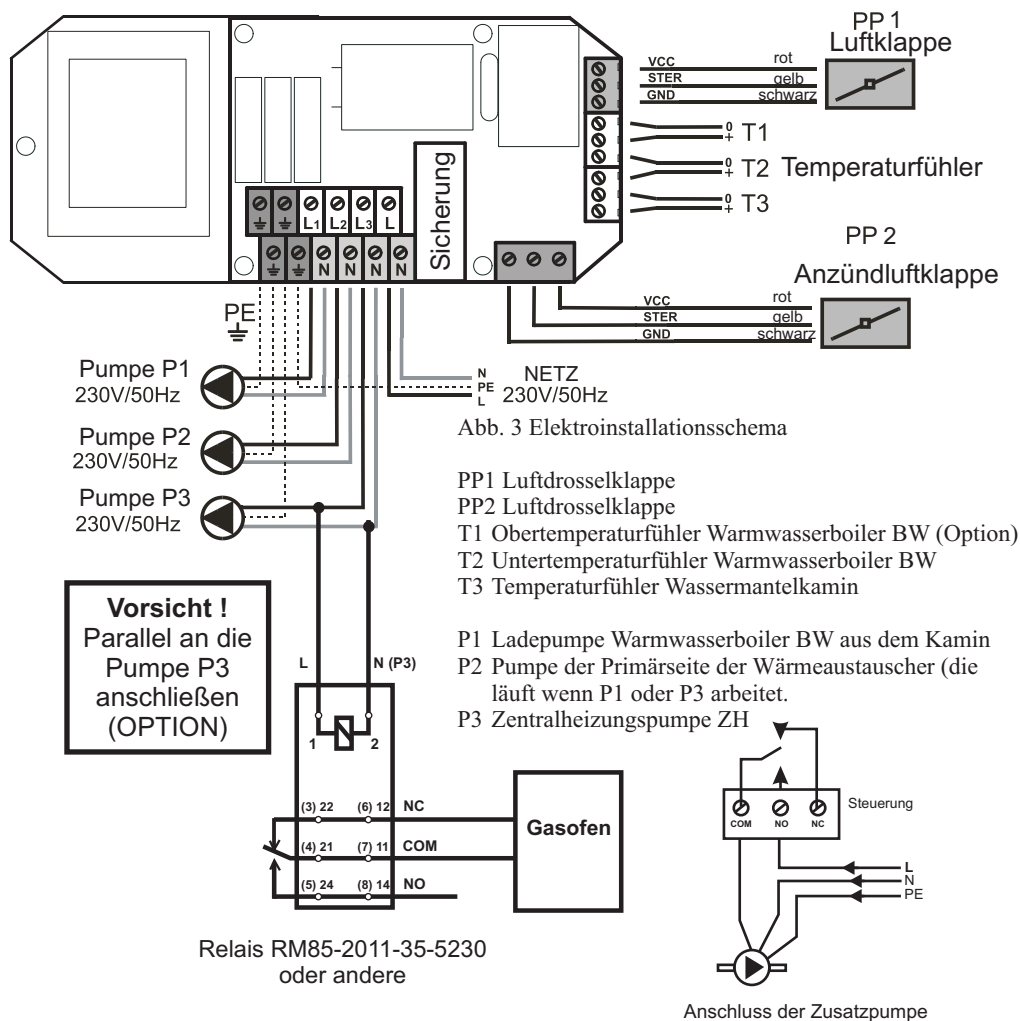 PP 1
Luftklappe
VCC rot
STER gelb
GND schwarz
0 T1
+
0 T2 Temperaturfühler
+
0 T3
+
Sicherung
L1 L2 L3 L
N N N N
PP 2
Anzündluftklappe
VCC rot
STER gelb
GND schwarz
PE
Pumpe P1
230V/50Hz
N
PE
L
NETZ
230V/50Hz
Pumpe P2
230V/50Hz
Pumpe P3
230V/50Hz
Abb. 3 Elektroinstallationsschema
PP1 Luftdrosselklappe
PP2 Luftdrosselklappe
T1 Obertemperaturfühler Warmwasserboiler BW (Option)
T2 Untertemperaturfühler Warmwasserboiler BW
T3 Temperaturfühler Wassermantelkamin
P1 Ladepumpe Warmwasserboiler BW aus dem Kamin
P2 Pumpe der Primärseite der Wärmeaustauscher (die
läuft wenn P1 oder P3 arbeitet.
P3 Zentralheizungspumpe ZH
Vorsicht !
Parallel an die
Pumpe P3
anschließen
(OPTION)
L N (P3)
1 2
(3) 22 (6) 12 NC
(4) 21 (7) 11 COM
(5) 24 (8) 14 NO
Gasofen
Relais RM85-2011-35-5230
oder andere
COM NO NC
Steuerung
L
N
PE
Anschluss der Zusatzpumpe